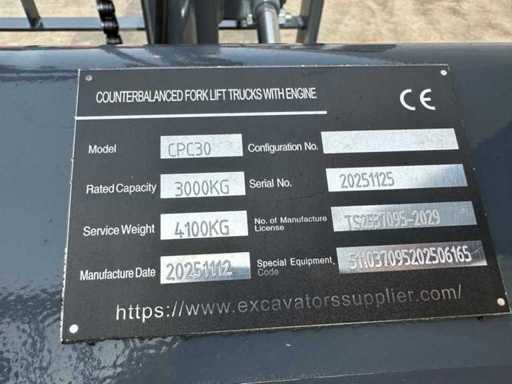 COUNTERBALANCED FORK LIFT TRUCKS WITH ENGINE
CE
Model CPC30 Configuration No.
Rated Capacity 3000KG Serial No. 20251125
Service Weight 4100KG No. of Manufacture License TS2537095-2029
Manufacture Date 20251112 Special Equipment Code 511037095202506165
https://www.excavatorssupplier.com/